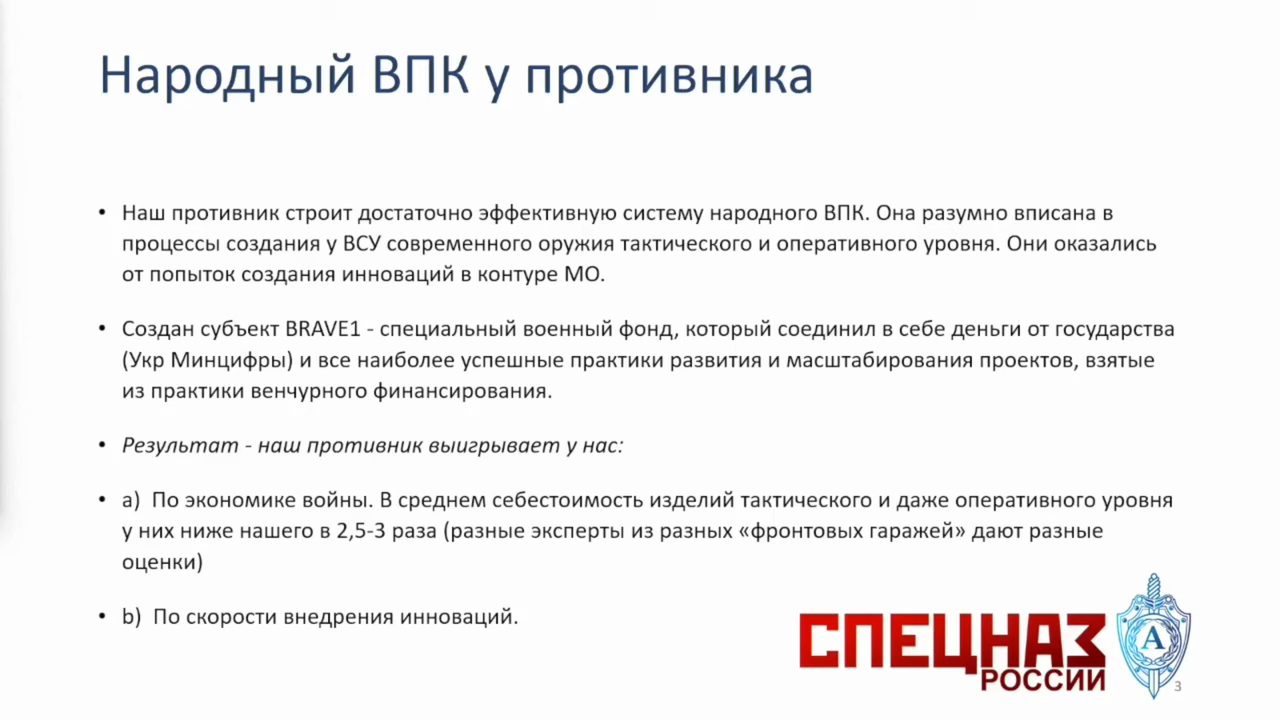 Народный ВПК у противника
• Наш противник строит достаточно эффективную систему народного ВПК. Она разумно вписана в
процессы создания у ВСУ современного оружия тактического и оперативного уровня. Они оказались
от попыток создания инноваций в контуре МО.
• Создан субъект BRAVE1 - специальный военный фонд, который соединил в себе деньги от государства
(Укр Минцифры) и все наиболее успешные практики развития и масштабирования проектов, взятые
из практики венчурного финансирования.
• Результат - наш противник выигрывает у нас:
• a) По экономике войны. В среднем себестоимость изделий тактического и даже оперативного уровня
у них ниже нашего в 2,5-3 раза (разные эксперты из разных «фронтовых гаражей» дают разные
оценки)
• b) По скорости внедрения инноваций.
СПЕЦНАЗ
РОССИИ
А
3